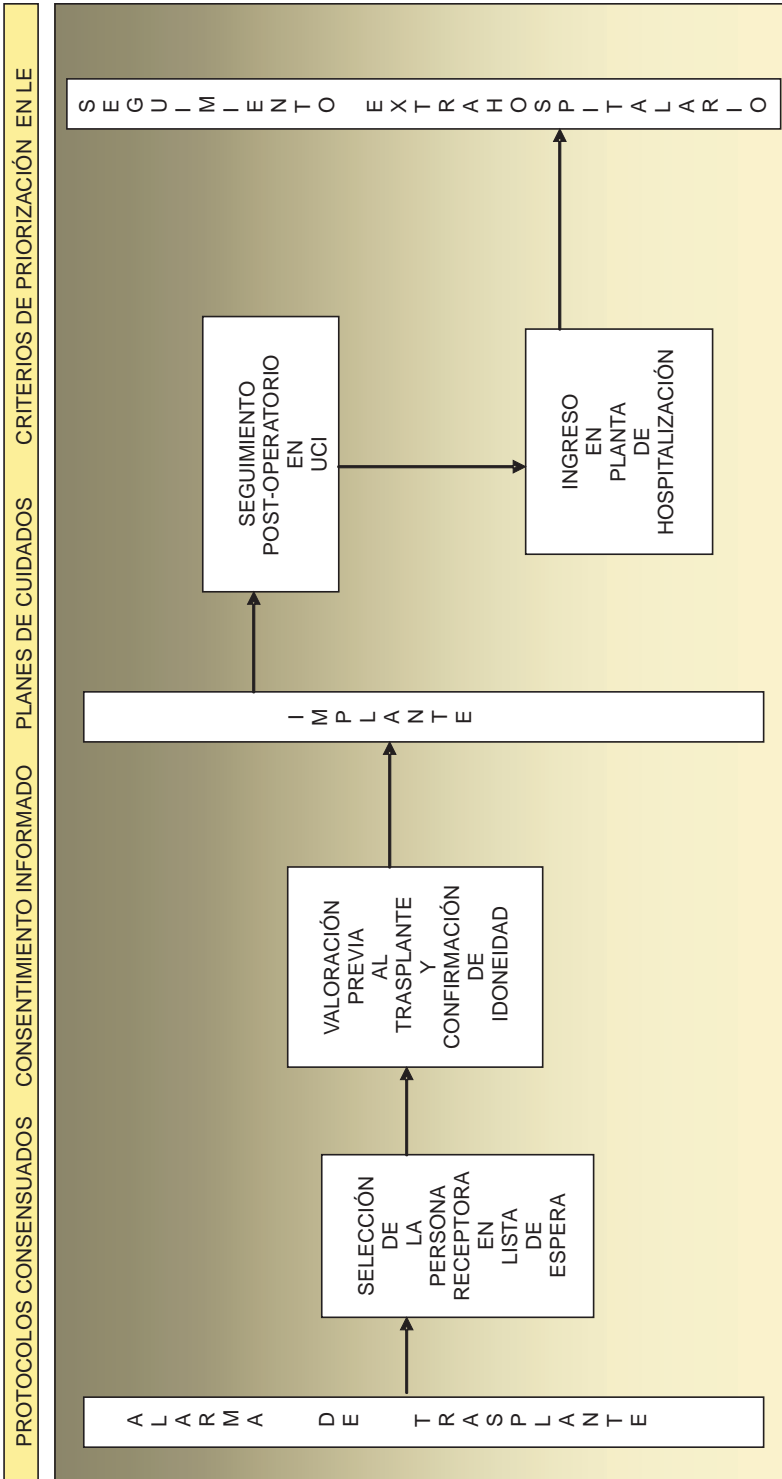 PROTOCOLOS CONSENSUADOS CONSENTIMIENTO INFORMADO PLANES DE CUIDADOS CRITERIOS DE PRIORIZACIÓN EN LE
ALARMA DE TRASPLANTE
SELECCIÓN
DE
LA
PERSONA
RECEPTORA
EN
LISTA
DE
ESPERA
VALORACIÓN
PREVIA
AL
TRASPLANTE
Y
CONFIRMACIÓN
DE
IDONEIDAD
IMPLANTE
SEGUIMIENTO
POST-OPERATORIO
EN
UCI
INGRESO
EN
PLANTA
DE
HOSPITALIZACIÓN
SEGUIMIENTO EXTRAHOSPITALARIO